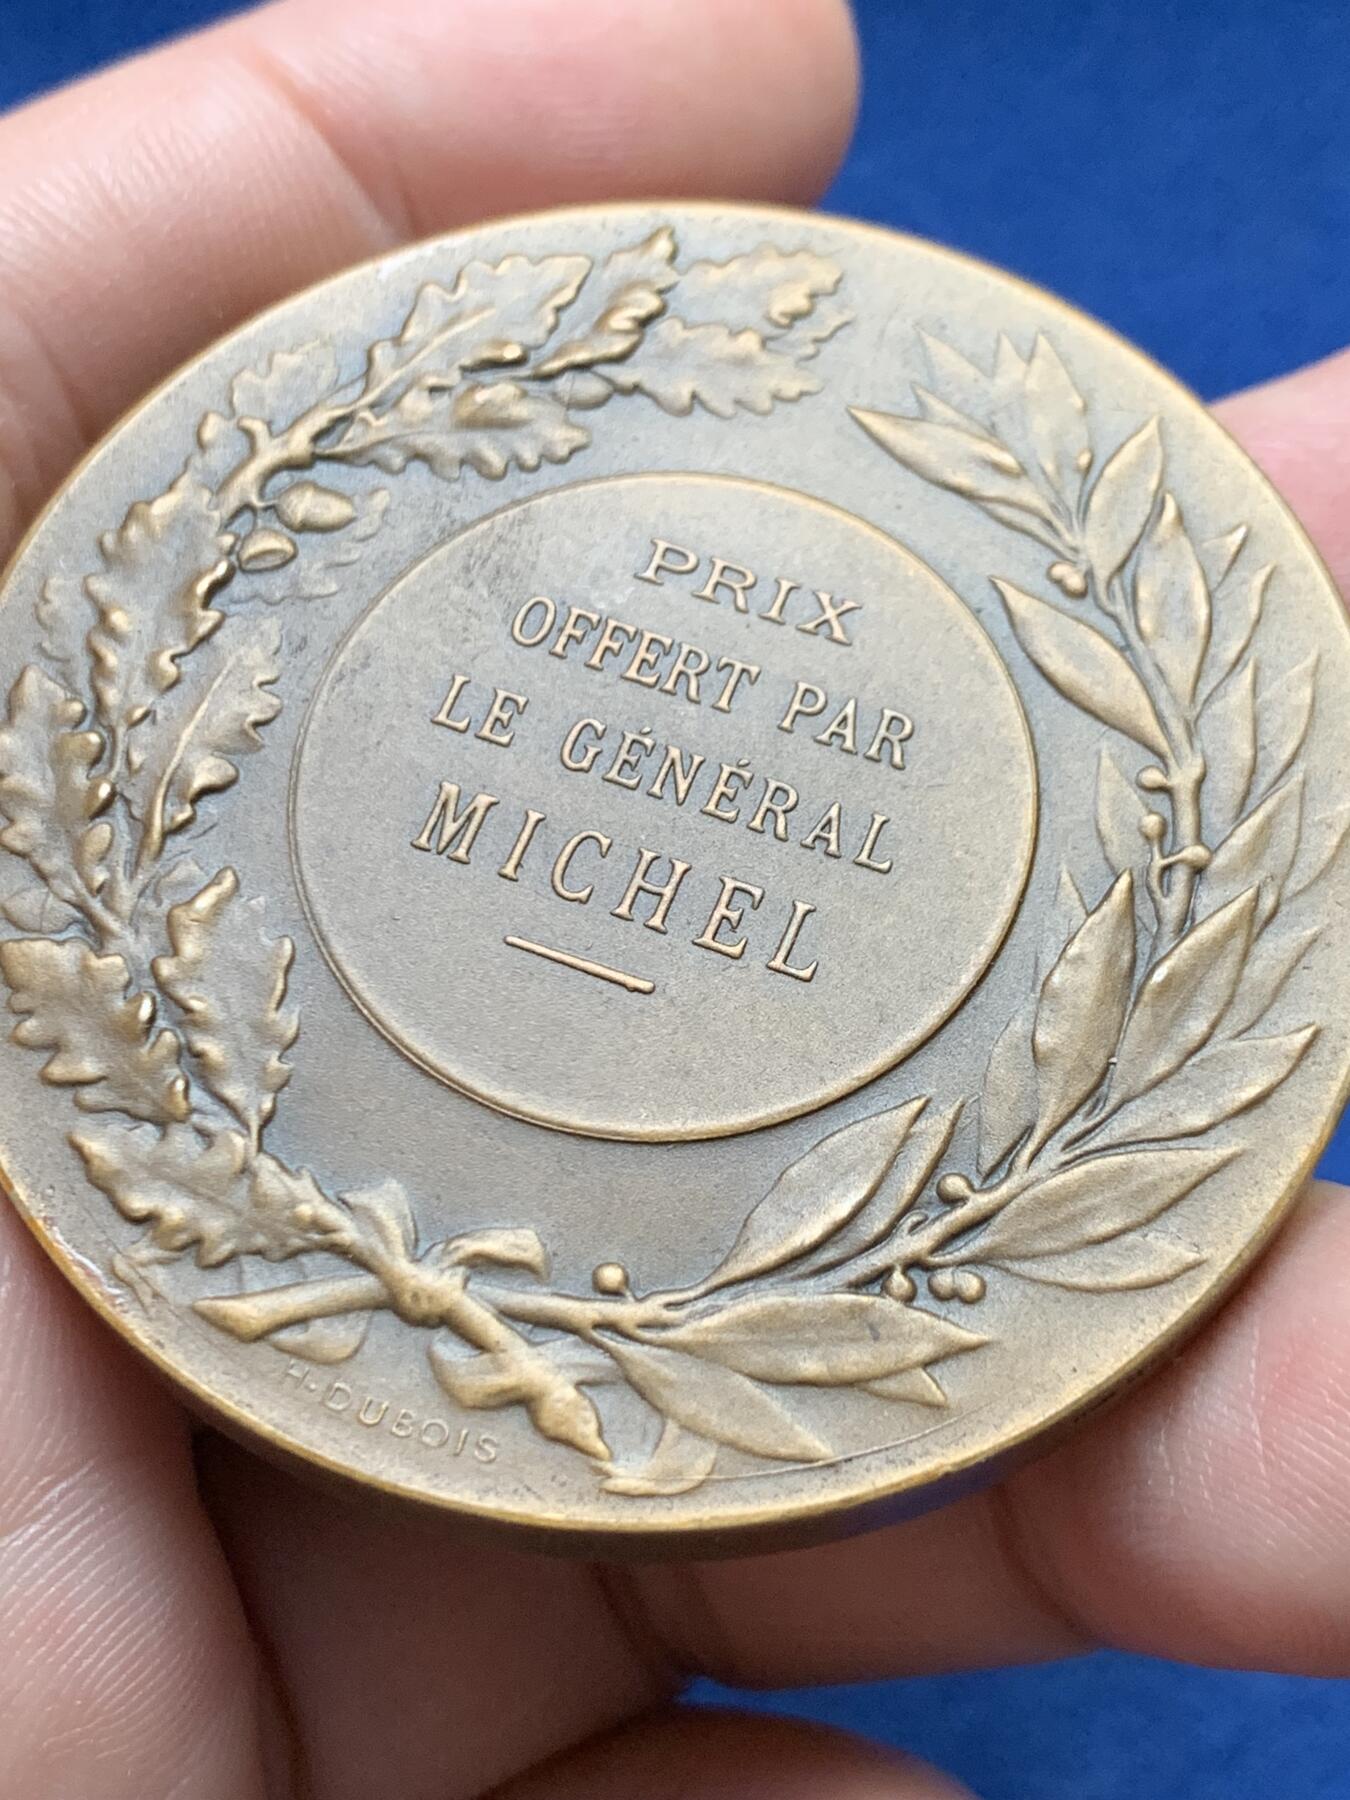 PRIX
OFFERT PAR
LE GÉNÉRAL
MICHEL
H. DUBOIS